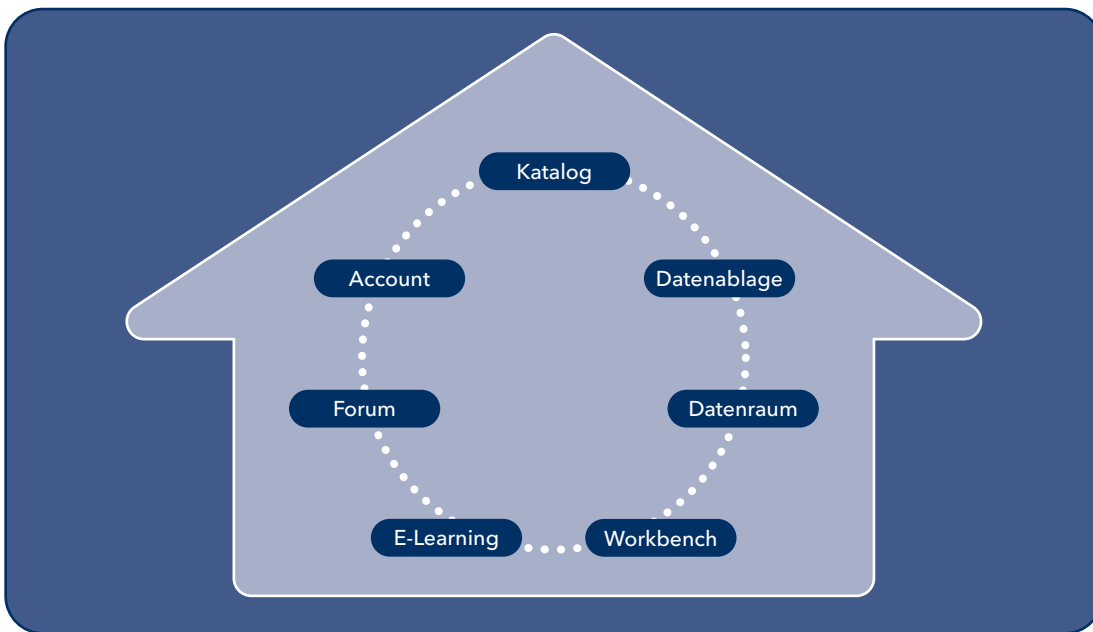 Katalog
Account
Datenablage
Forum
Datenraum
E-Learning
Workbench